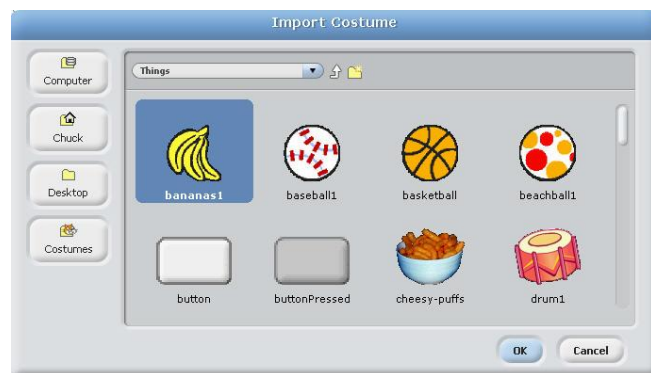 Import Costume
Computer
Chuck
Desktop
Costumes
Things
bananas1 baseball1 basketball beachball1
button buttonPressed cheesy-puffs drum1
OK Cancel